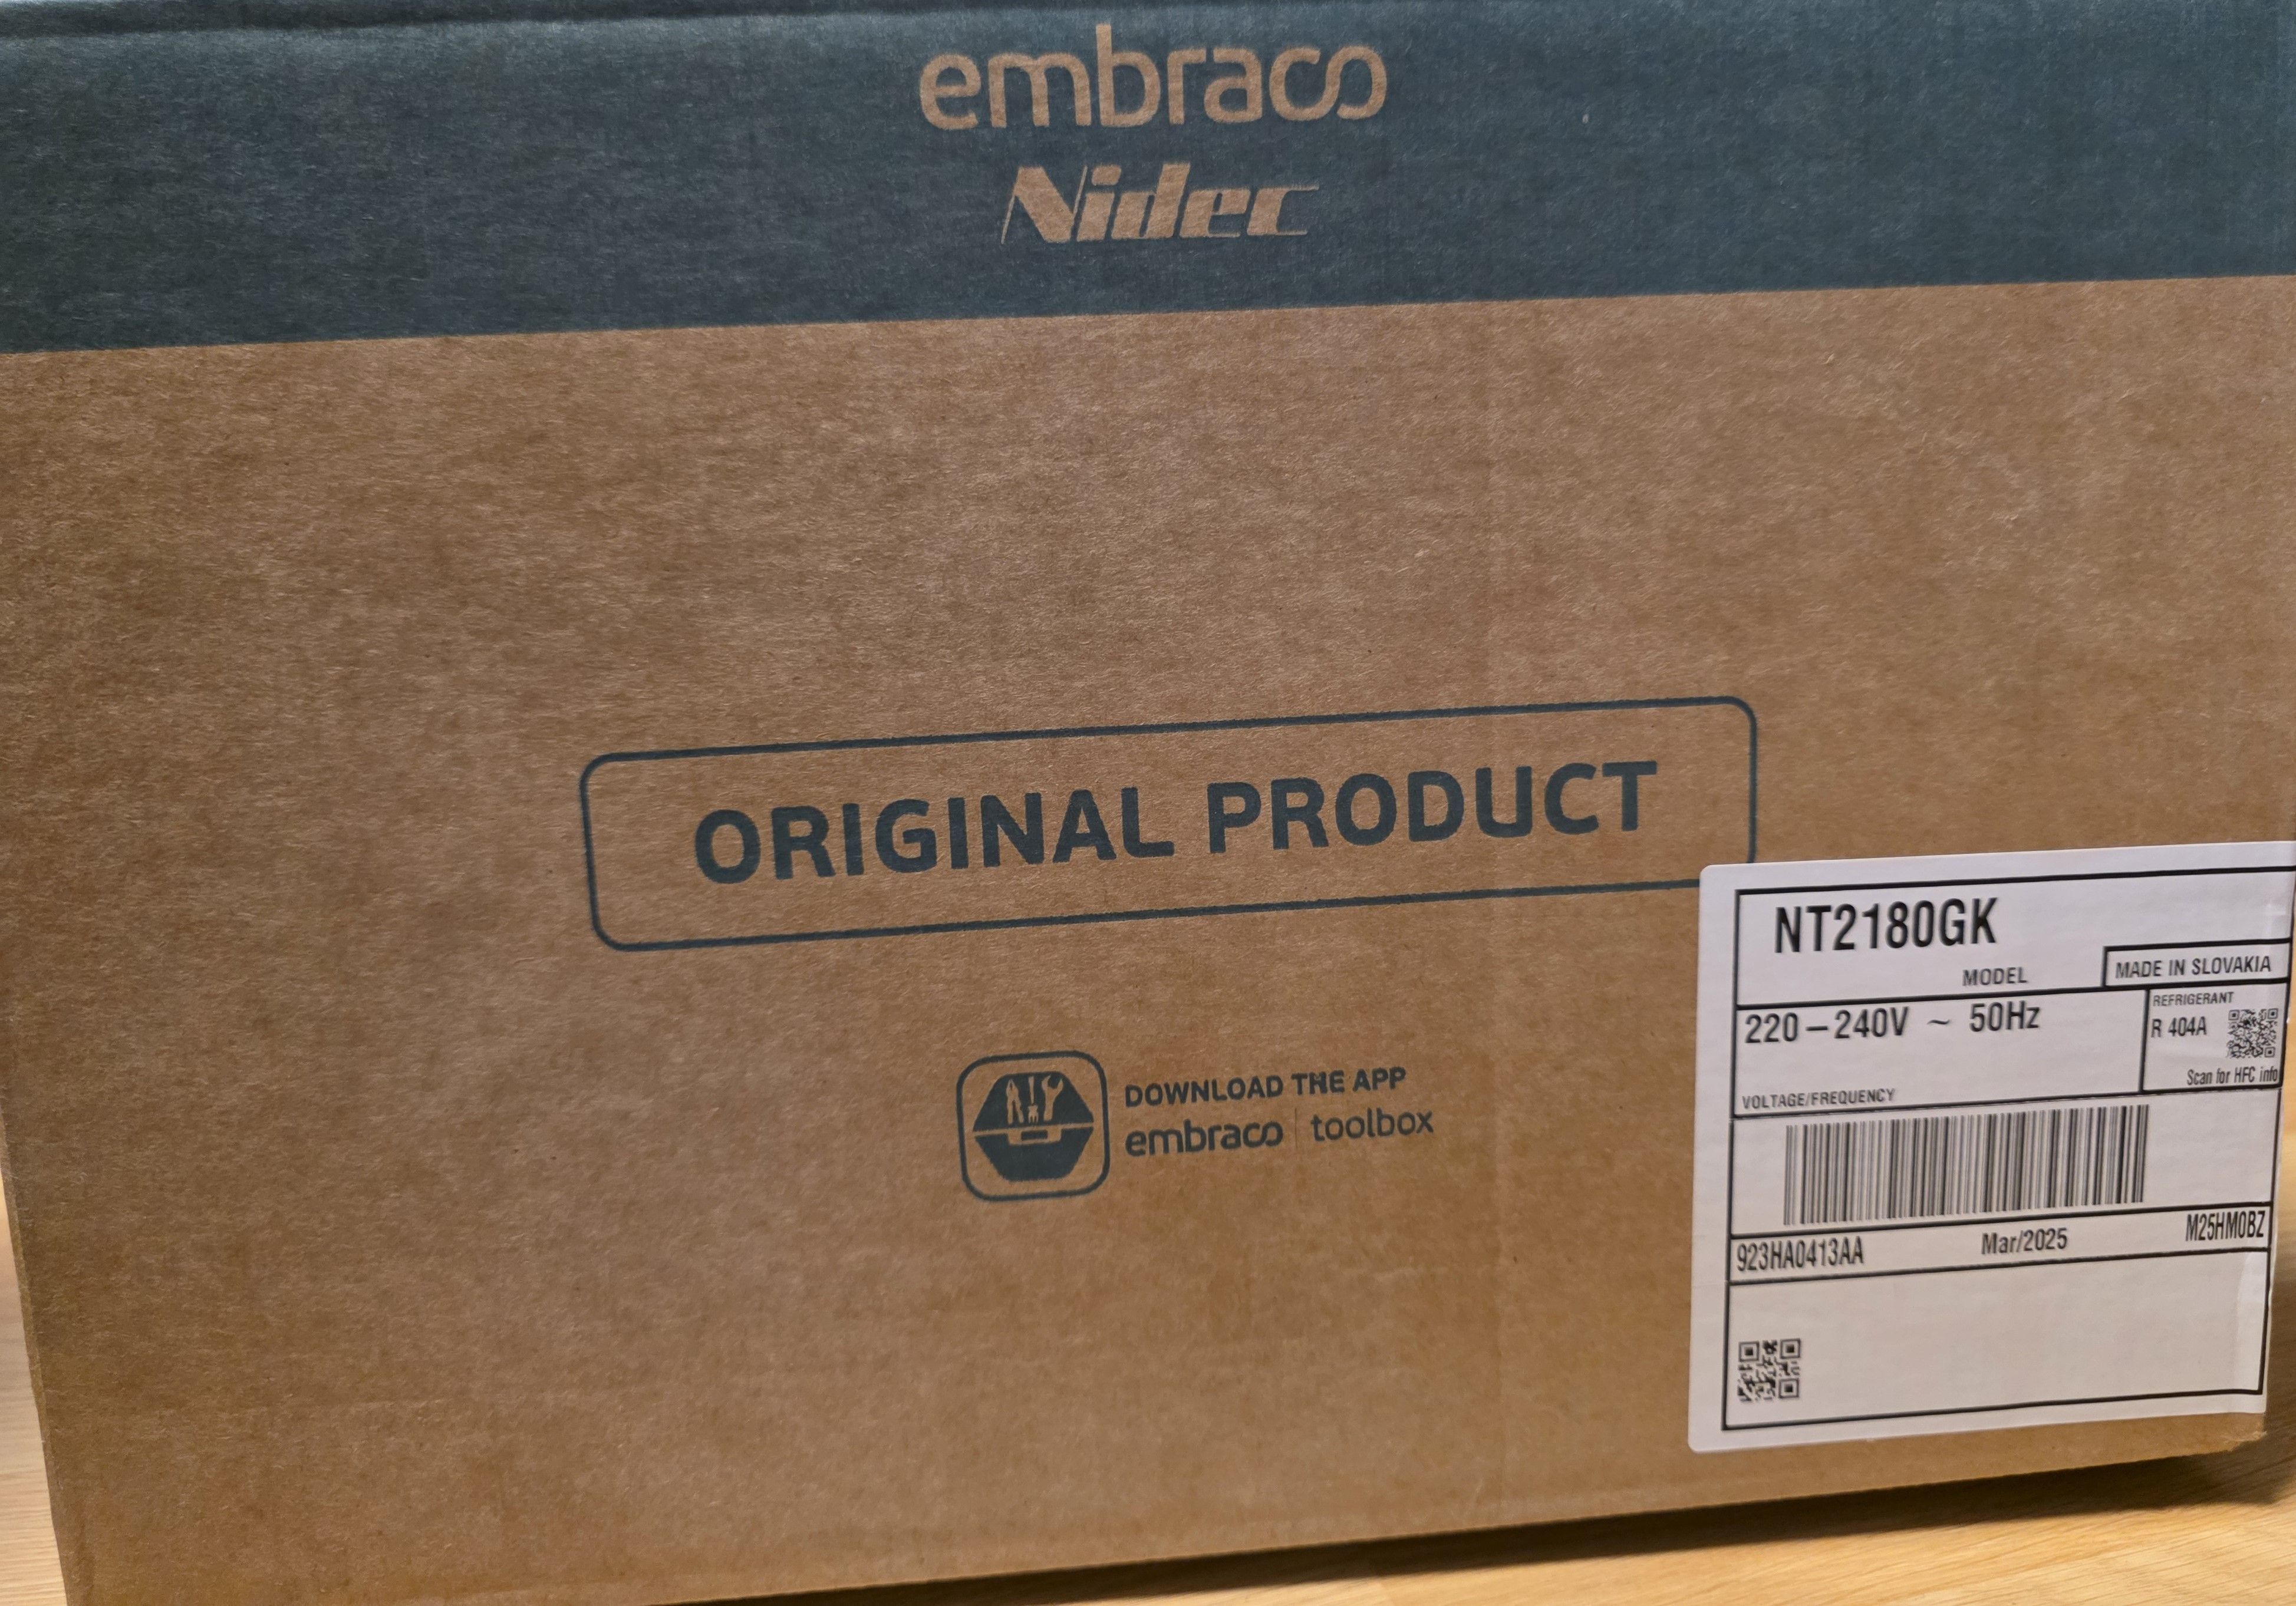 embraco
Nidec
ORIGINAL PRODUCT
DOWNLOAD THE APP
embraco | toolbox
NT2180GK
MODEL
MADE IN SLOVAKIA
220-240V ~ 50Hz
VOLTAGE/FREQUENCY
REFRIGERANT
R 404A
Scan for HFC info
923HA0413AA Mar/2025 M25HM0BZ